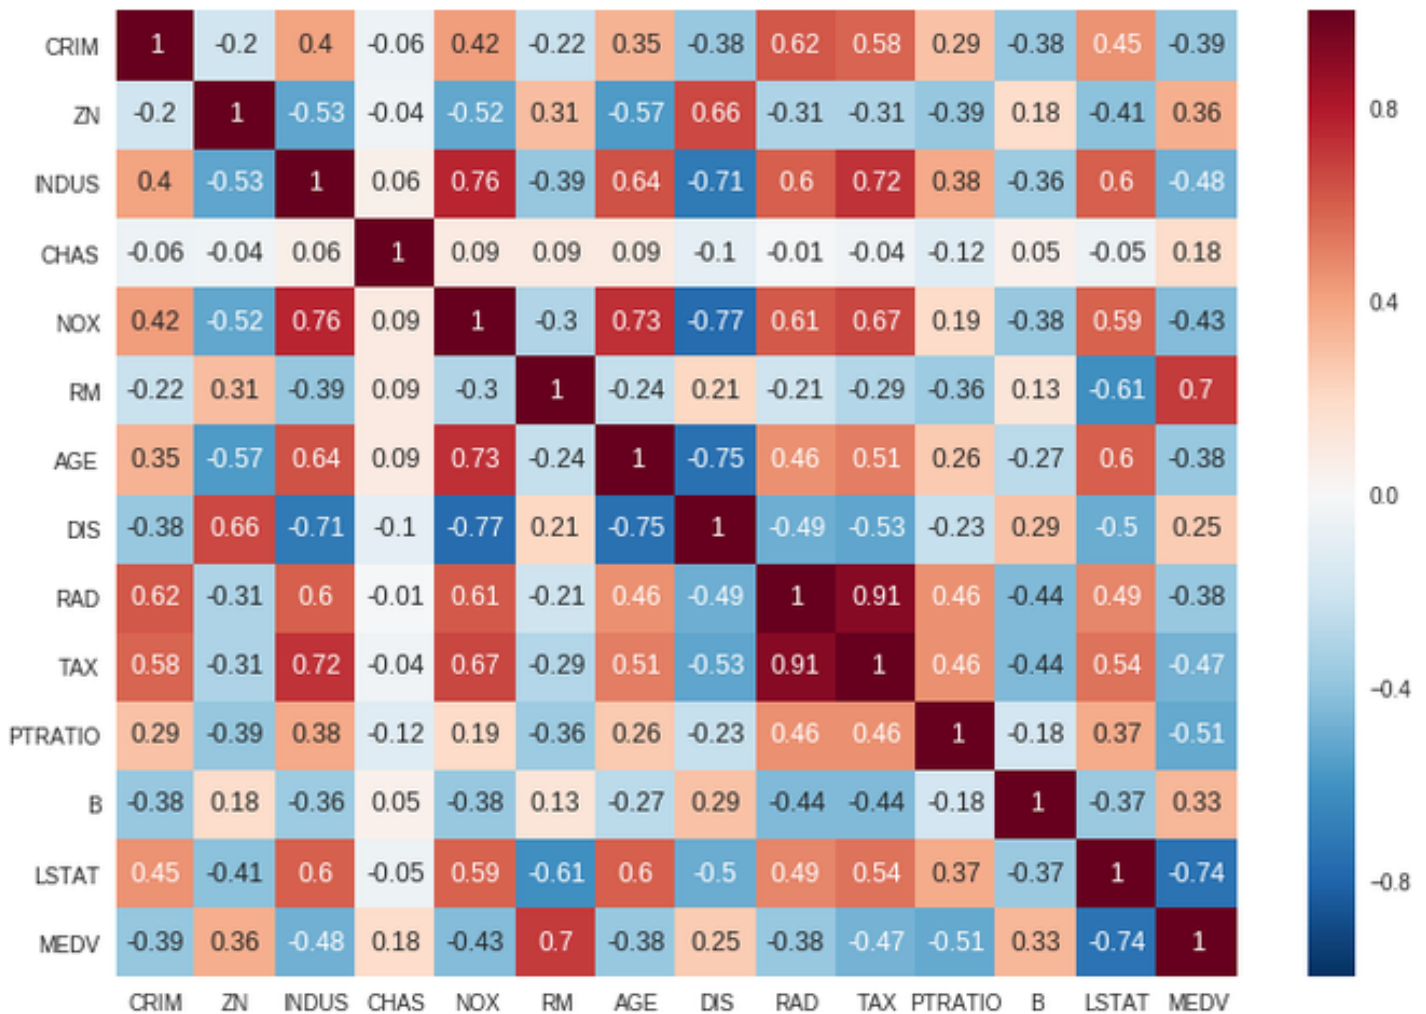 CRIM 1 -0.2 0.4 -0.06 0.42 -0.22 0.35 -0.38 0.62 0.58 0.29 -0.38 0.45 -0.39
ZN -0.2 1 -0.53 -0.04 -0.52 0.31 -0.57 0.66 -0.31 -0.31 -0.39 0.18 -0.41 0.36
INDUS 0.4 -0.53 1 0.06 0.76 -0.39 0.64 -0.71 0.6 0.72 0.38 -0.36 0.6 -0.48
CHAS -0.06 -0.04 0.06 1 0.09 0.09 0.09 -0.1 -0.01 -0.04 -0.12 0.05 -0.05 0.18
NOX 0.42 -0.52 0.76 0.09 1 -0.3 0.73 -0.77 0.61 0.67 0.19 -0.38 0.59 -0.43
RM -0.22 0.31 -0.39 0.09 -0.3 1 -0.24 0.21 -0.21 -0.29 -0.36 0.13 -0.61 0.7
AGE 0.35 -0.57 0.64 0.09 0.73 -0.24 1 -0.75 0.46 0.51 0.26 -0.27 0.6 -0.38
DIS -0.38 0.66 -0.71 -0.1 -0.77 0.21 -0.75 1 -0.49 -0.53 -0.23 0.29 -0.5 0.25
RAD 0.62 -0.31 0.6 -0.01 0.61 -0.21 0.46 -0.49 1 0.91 0.46 -0.44 0.49 -0.38
TAX 0.58 -0.31 0.72 -0.04 0.67 -0.29 0.51 -0.53 0.91 1 0.46 -0.44 0.54 -0.47
PTRATIO 0.29 -0.39 0.38 -0.12 0.19 -0.36 0.26 -0.23 0.46 0.46 1 -0.18 0.37 -0.51
B -0.38 0.18 -0.36 0.05 -0.38 0.13 -0.27 0.29 -0.44 -0.44 -0.18 1 -0.37 0.33
LSTAT 0.45 -0.41 0.6 -0.05 0.59 -0.61 0.6 -0.5 0.49 0.54 0.37 -0.37 1 -0.74
MEDV -0.39 0.36 -0.48 0.18 -0.43 0.7 -0.38 0.25 -0.38 -0.47 -0.51 0.33 -0.74 1
CRIM ZN INDUS CHAS NOX RM AGE DIS RAD TAX PTRATIO B LSTAT MEDV
0.8
0.4
0.0
−0.4
−0.8